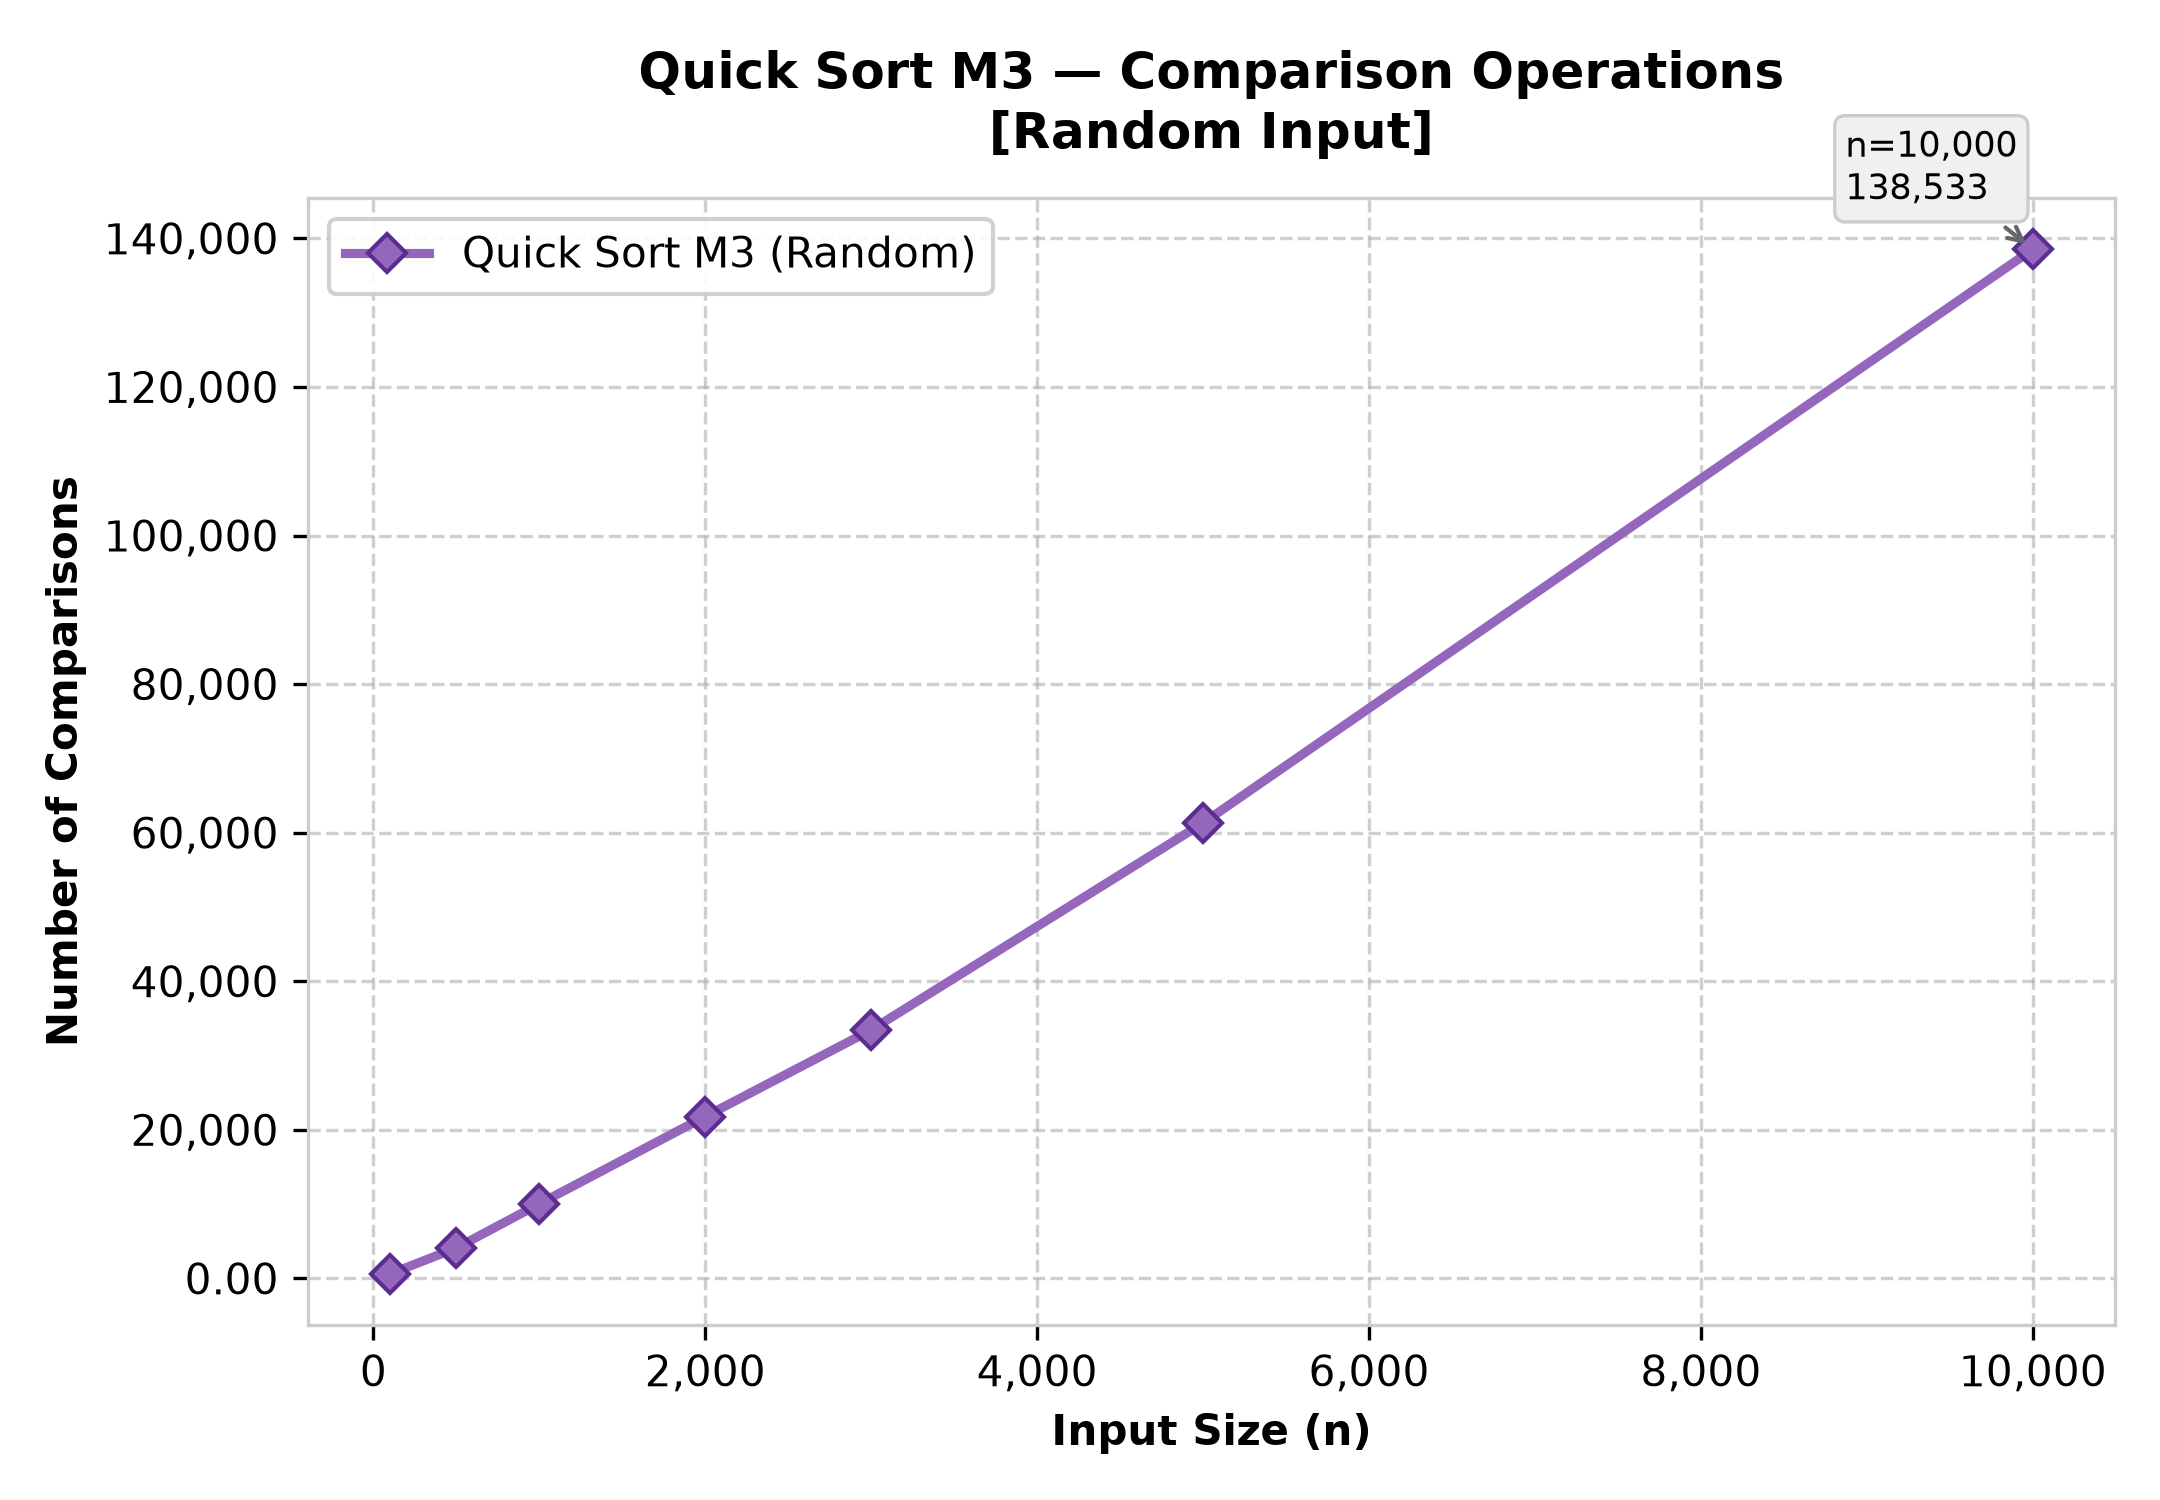 Quick Sort M3 — Comparison Operations
[Random Input]
n=10,000
138,533
Quick Sort M3 (Random)
140,000
120,000
100,000
80,000
60,000
40,000
20,000
0.00
Number of Comparisons
0 2,000 4,000 6,000 8,000 10,000
Input Size (n)